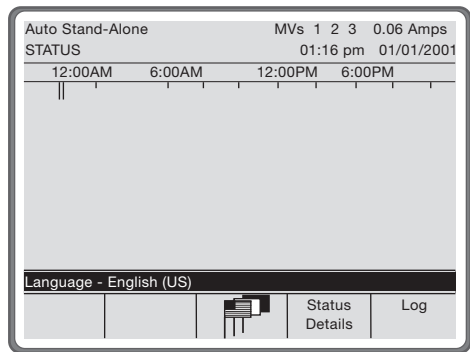 Auto Stand-Alone MVs 1 2 3 0.06 Amps
STATUS 01:16 pm 01/01/2001
12:00AM 6:00AM 12:00PM 6:00PM
Language - English (US)
Status Details Log